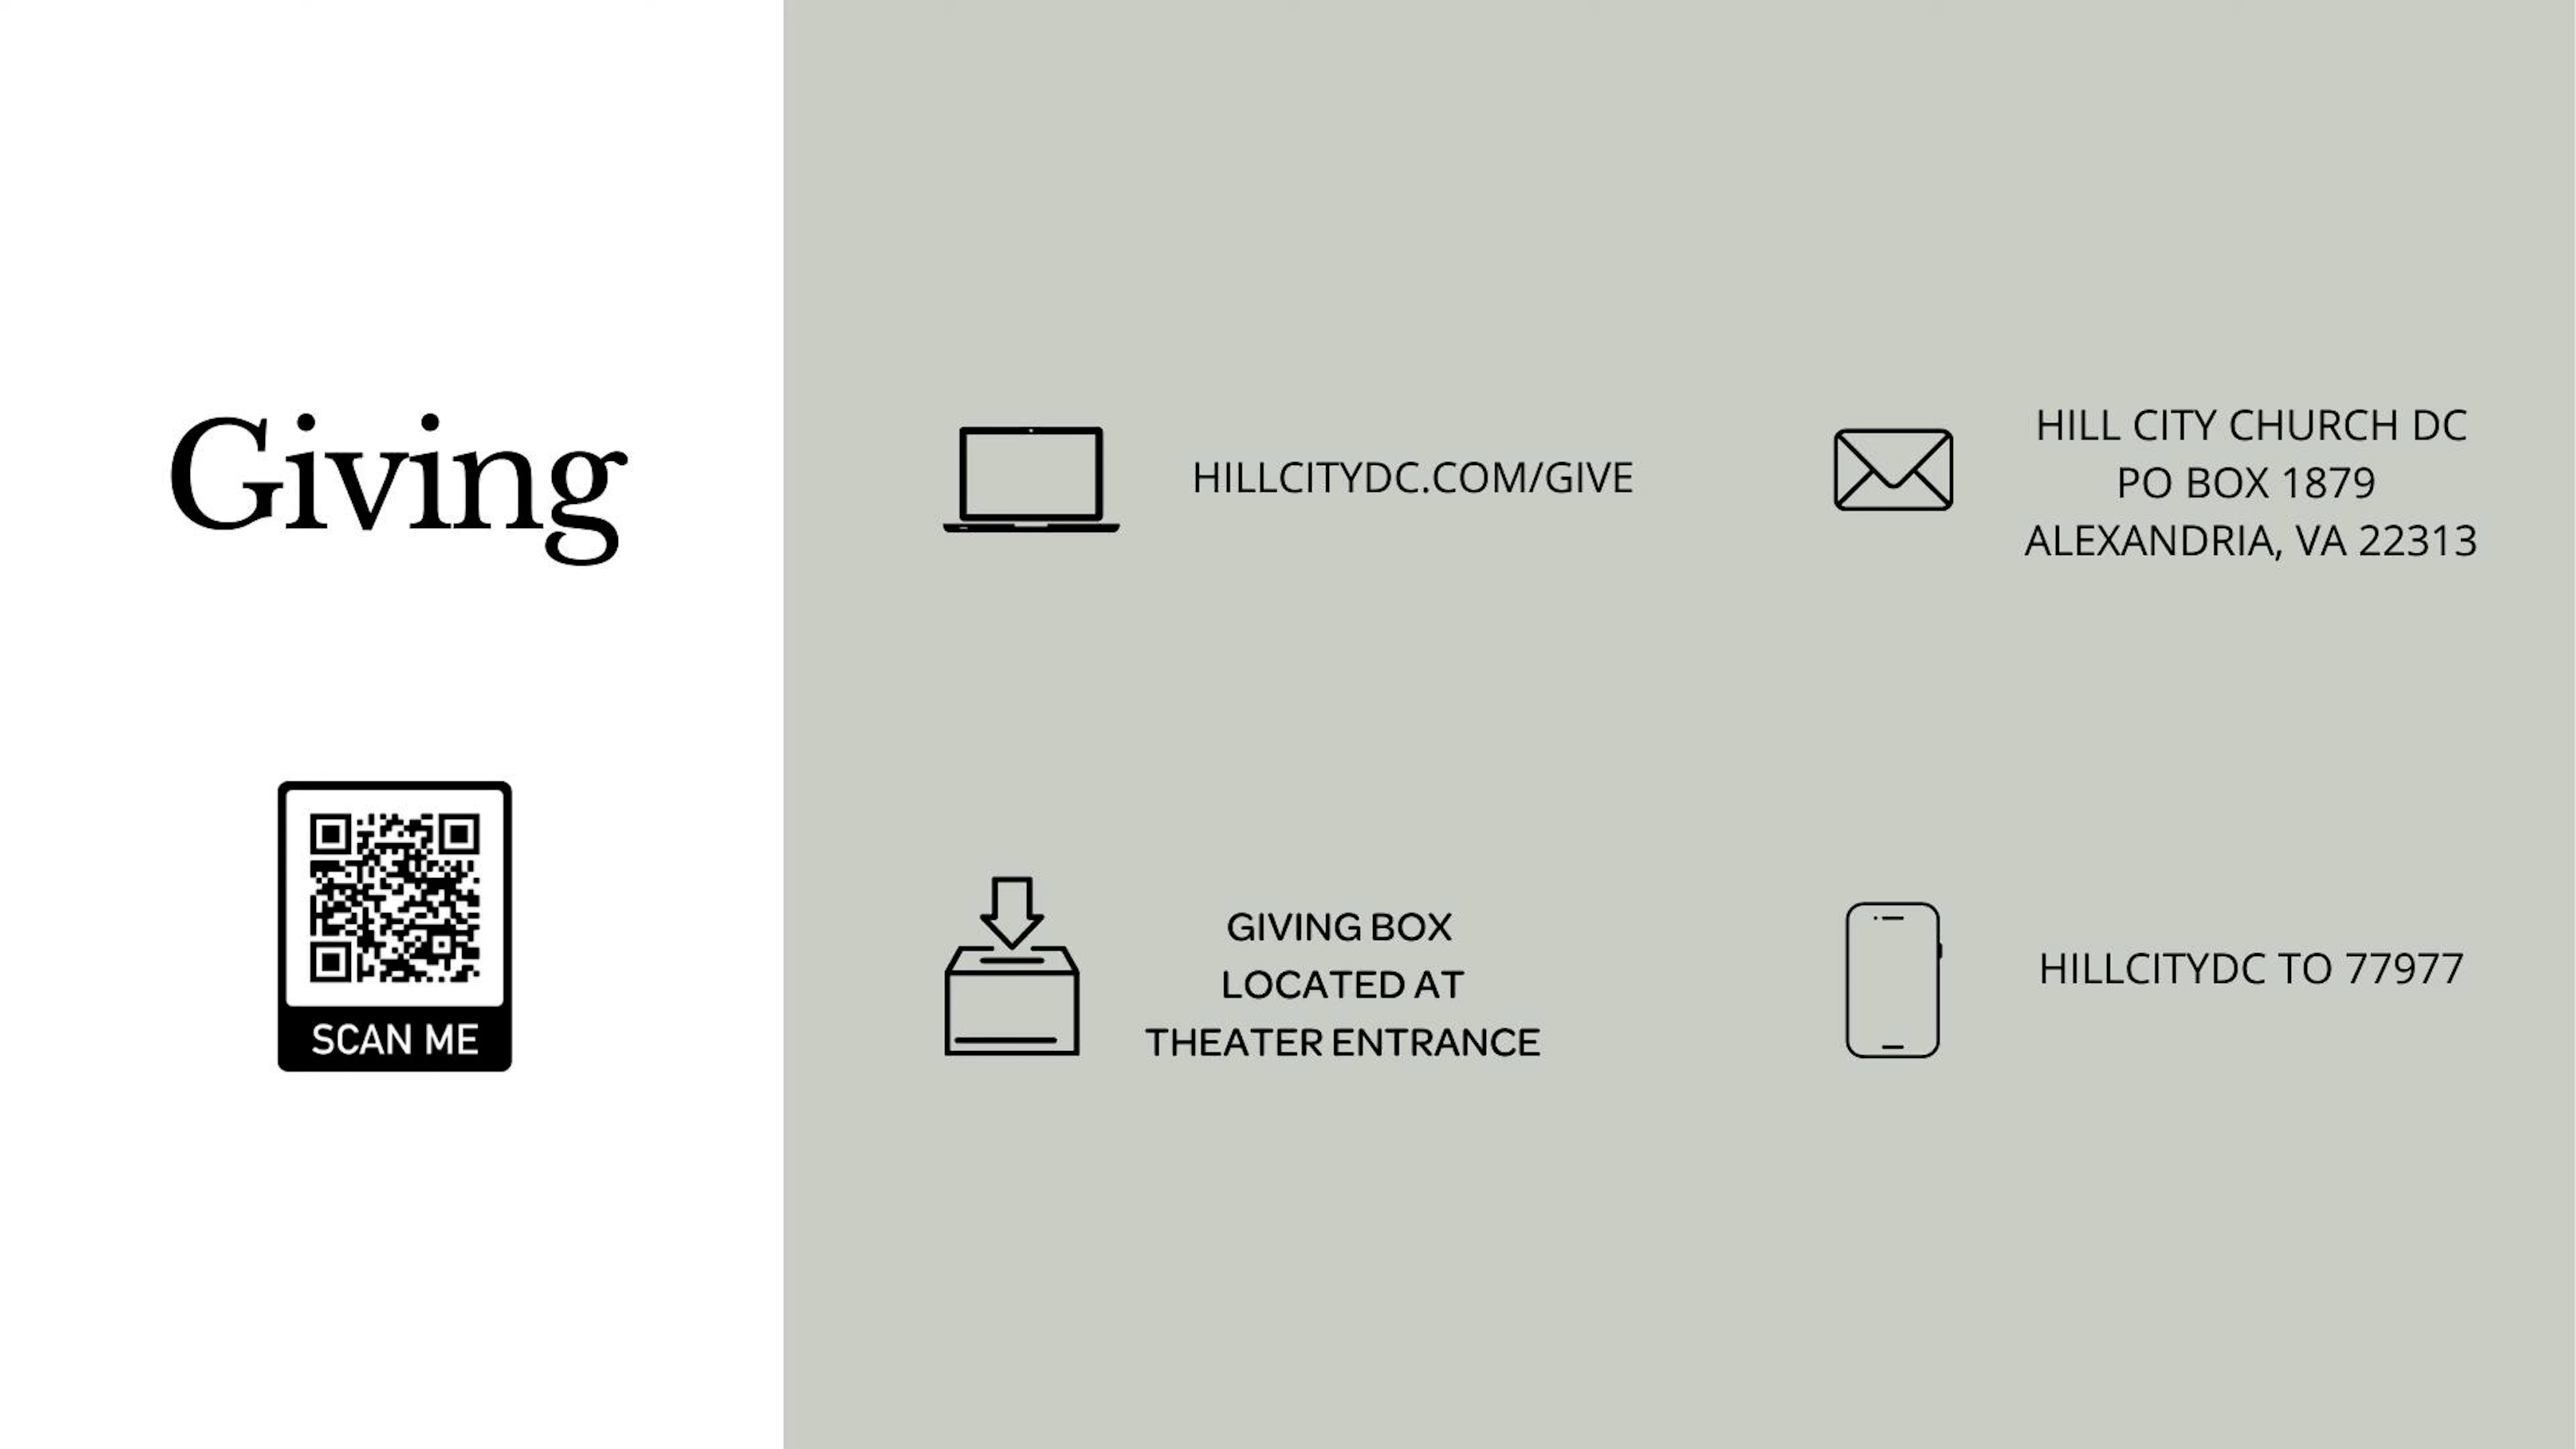 Giving
SCAN ME
HILLCITYDC.COM/GIVE
HILL CITY CHURCH DC
PO BOX 1879
ALEXANDRIA, VA 22313
GIVING BOX
LOCATED AT
THEATER ENTRANCE
HILLCITYDC TO 77977